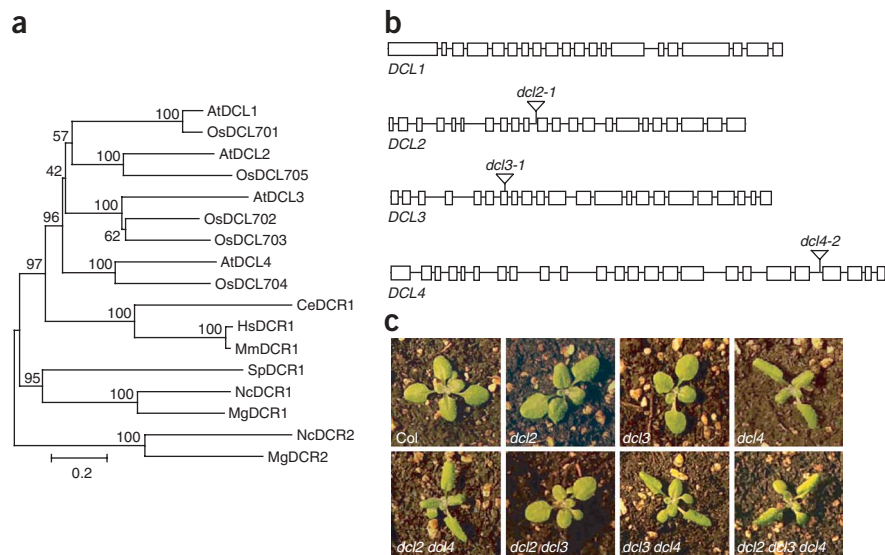 a
100
AtDCL1
57
OsDCL701
100
AtDCL2
42
OsDCL705
100
AtDCL3
96
OsDCL702
62
OsDCL703
97
100
AtDCL4
OsDCL704
100
CeDCR1
100
HsDCR1
MmDCR1
95
SpDCR1
100
NcDCR1
MgDCR1
100
NcDCR2
MgDCR2
0.2
b
DCL1
dcl2-1
DCL2
dcl3-1
DCL3
dcl4-2
DCL4
c
Col
dcl2
dcl3
dcl4
dcl2 dcl4
dcl2 dcl3
dcl3 dcl4
dcl2 dcl3 dcl4